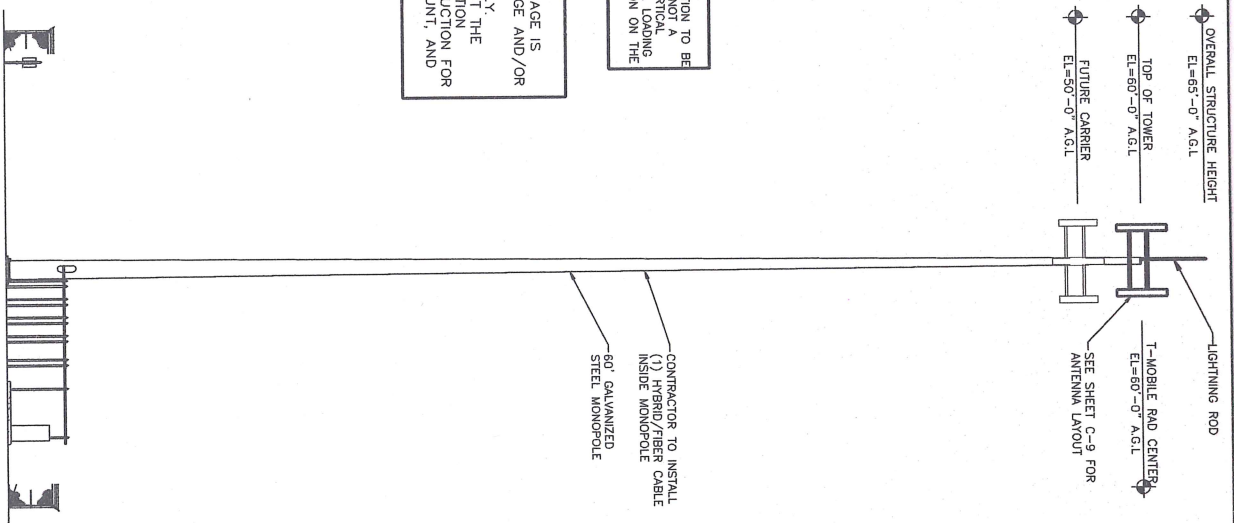 OVERALL STRUCTURE HEIGHT
EL=65'-0" A.G.L
TOP OF TOWER
EL=60'-0" A.G.L
FUTURE CARRIER
EL=50'-0" A.G.L
LIGHTNING ROD
T-MOBILE RAD CENTER
EL=60'-0" A.G.L
SEE SHEET C-9 FOR
ANTENNA LAYOUT
CONTRACTOR TO INSTALL
(1) HYBRID/FIBER CABLE
INSIDE MONOPOLE
60' GALVANIZED
STEEL MONOPOLE
TION TO BE
NOT A
RTICAL
LOADING
ON ON THE
AGE IS
GE AND/OR
LY.
T THE
TION
UCTION FOR
UNT, AND